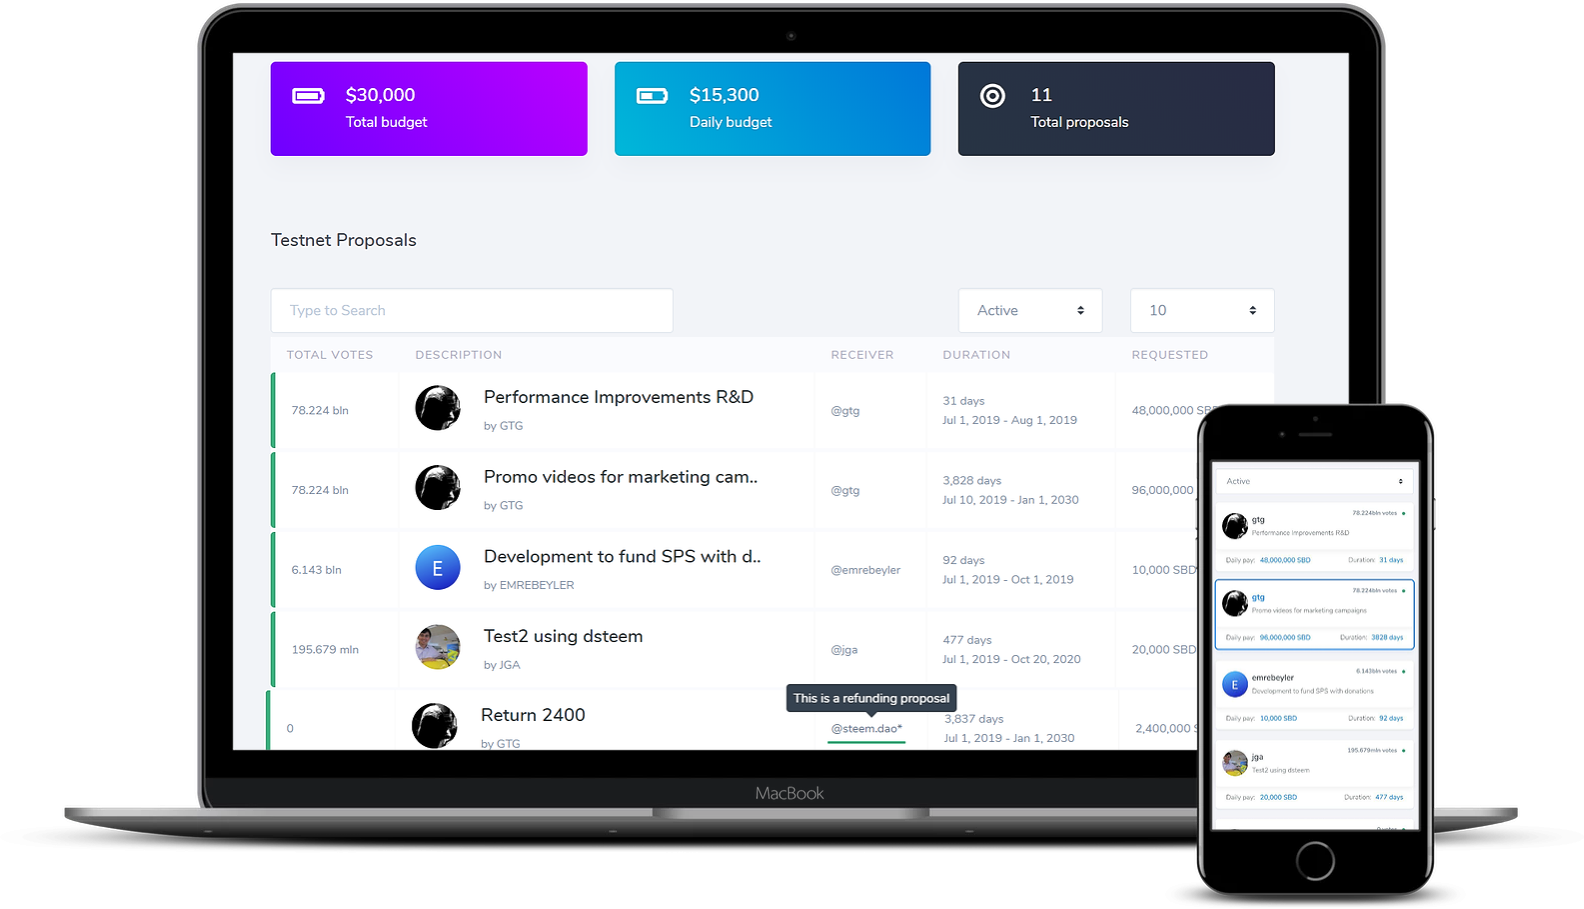 $30,000
Total budget
$15,300
Daily budget
11
Total proposals
Testnet Proposals
Type to Search
Active
10
TOTAL VOTES DESCRIPTION RECEIVER DURATION REQUESTED
78.224 bln
Performance Improvements R&D
by GTG
@gtg
31 days
Jul 1, 2019 - Aug 1, 2019
48,000,000 SBD
78.224 bln
Promo videos for marketing cam..
by GTG
@gtg
3,828 days
Jul 10, 2019 - Jan 1, 2030
96,000,000
6.143 bln
E
Development to fund SPS with d..
by EMREBEYLER
@emrebeyler
92 days
Jul 1, 2019 - Oct 1, 2019
10,000 SBD
195.679 mln
Test2 using dsteem
by JGA
@jga
477 days
Jul 1, 2019 - Oct 20, 2020
20,000 SBD
This is a refunding proposal
0
Return 2400
by GTG
@steem.dao*
3,837 days
Jul 1, 2019 - Jan 1, 2030
2,400,000
MacBook
Active
78.224bln votes
gtg
Performance Improvements R&D
Daily pay: 48,000,000 SBD Duration: 31 days
78.224bln votes
gtg
Promo videos for marketing campaigns
Daily pay: 96,000,000 SBD Duration: 3828 days
6.143bln votes
E
emrebeyler
Development to fund SPS with donations
Daily pay: 10,000 SBD Duration: 92 days
195.679mln votes
jga
Test2 using dsteem
Daily pay: 20,000 SBD Duration: 477 days